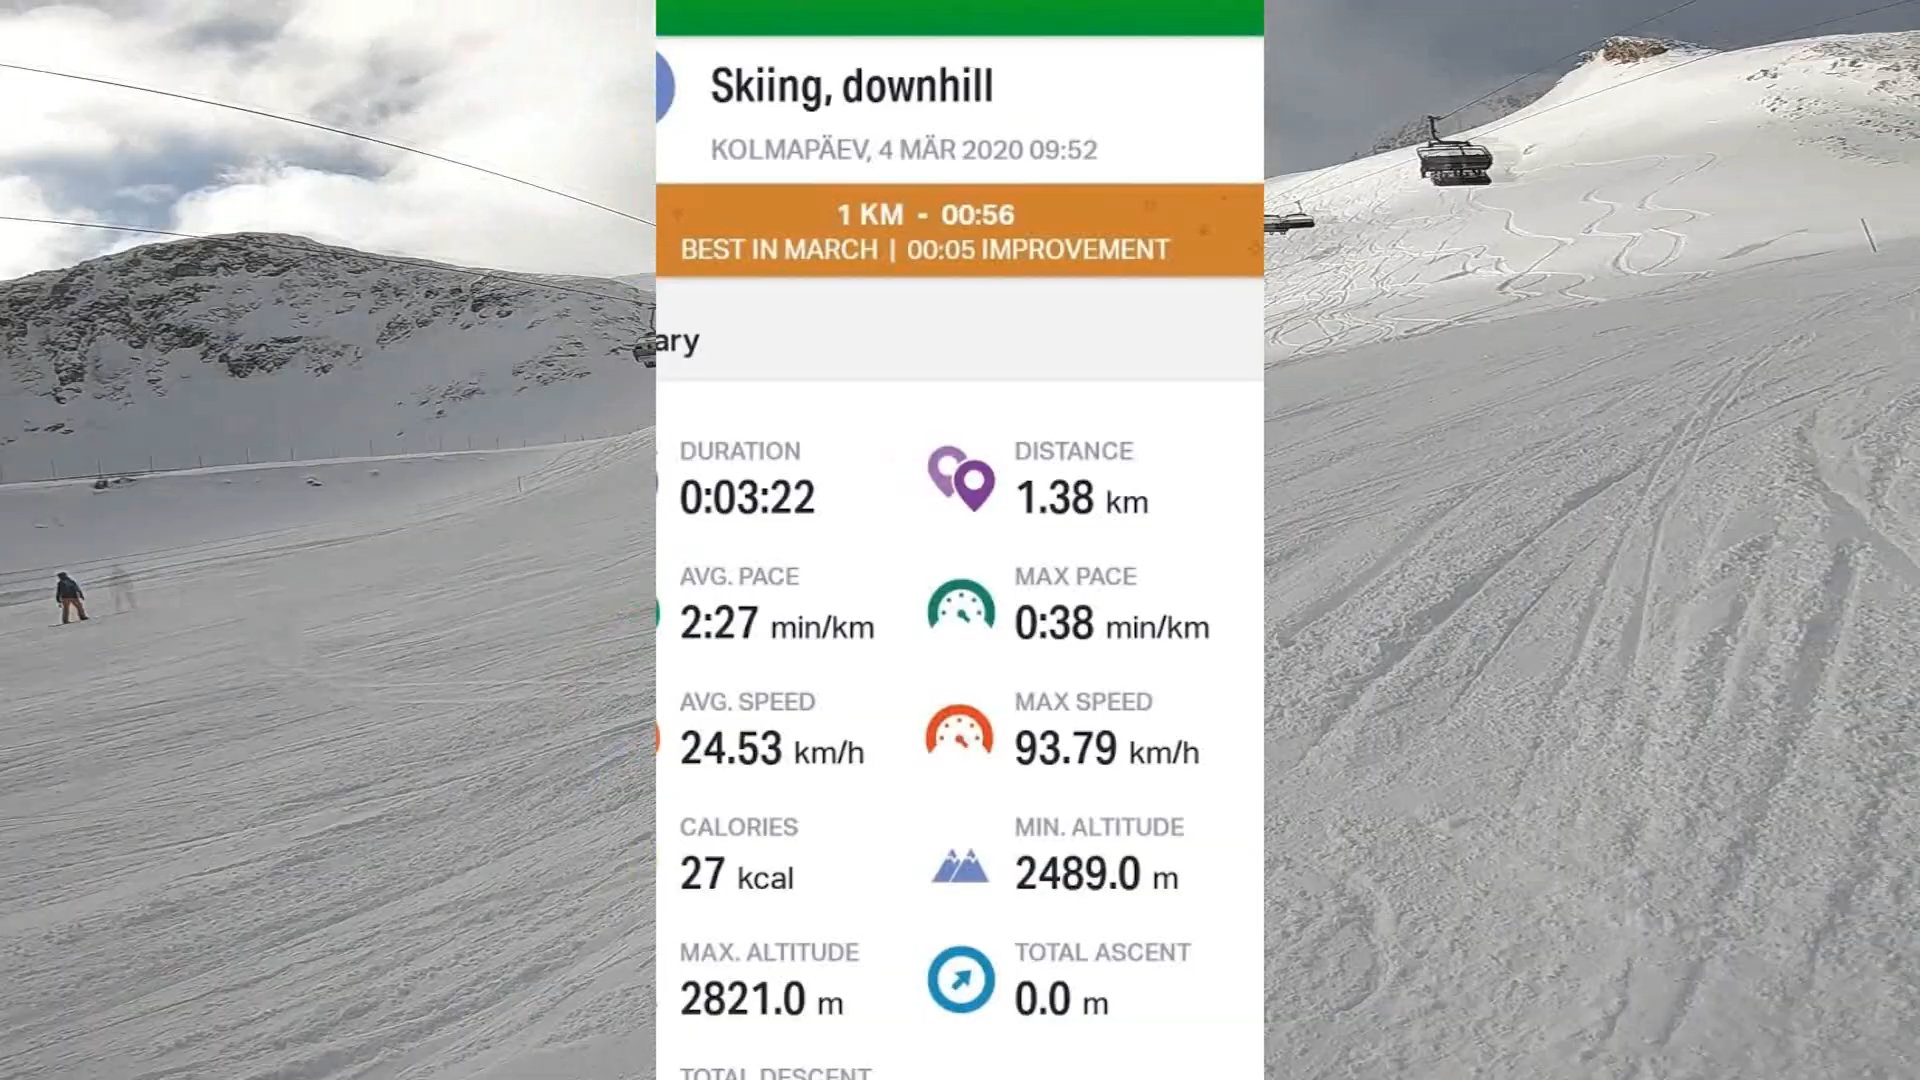 Skiing, downhill
KOLMAPÄEV, 4 MÄR 2020 09:52
1 KM - 00:56
BEST IN MARCH | 00:05 IMPROVEMENT
ary
DURATION
0:03:22
DISTANCE
1.38 km
AVG. PACE
2:27 min/km
MAX PACE
0:38 min/km
AVG. SPEED
24.53 km/h
MAX SPEED
93.79 km/h
CALORIES
27 kcal
MIN. ALTITUDE
2489.0 m
MAX. ALTITUDE
2821.0 m
TOTAL ASCENT
0.0 m
TOTAL DESCENT